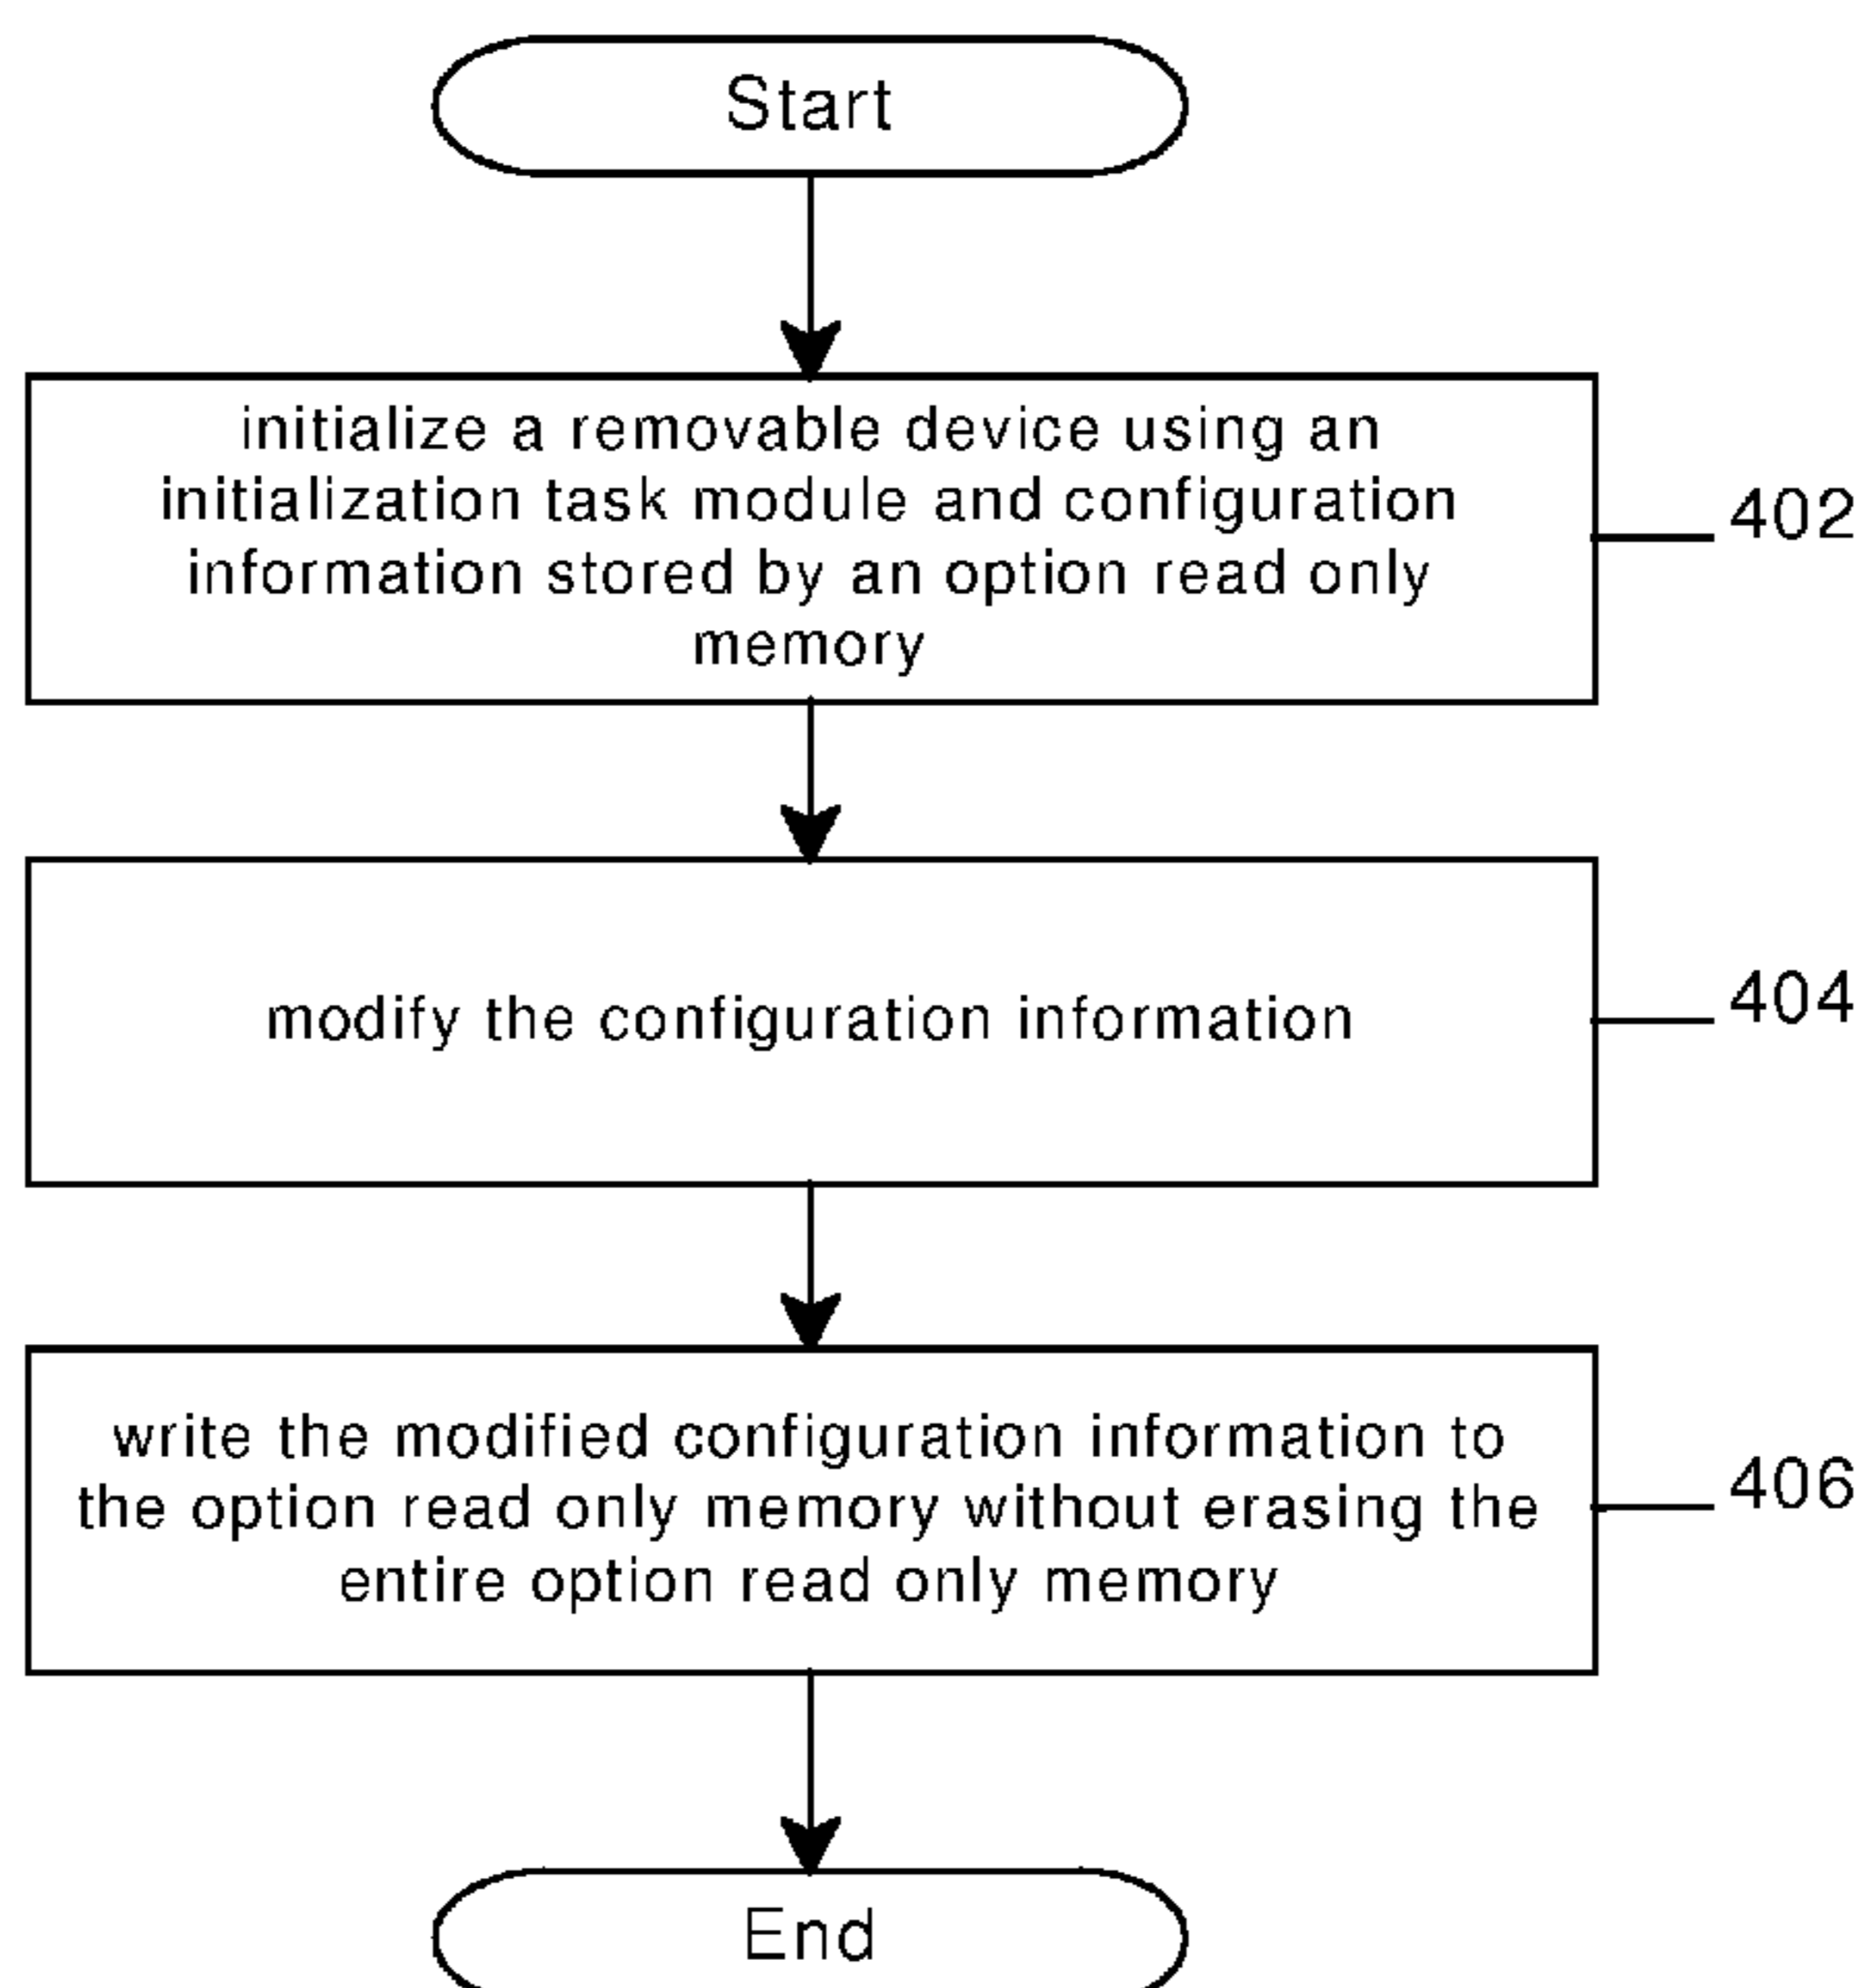 Start
initialize a removable device using an
initialization task module and configuration
information stored by an option read only
memory
402
modify the configuration information
404
write the modified configuration information to
the option read only memory without erasing the
entire option read only memory
406
End